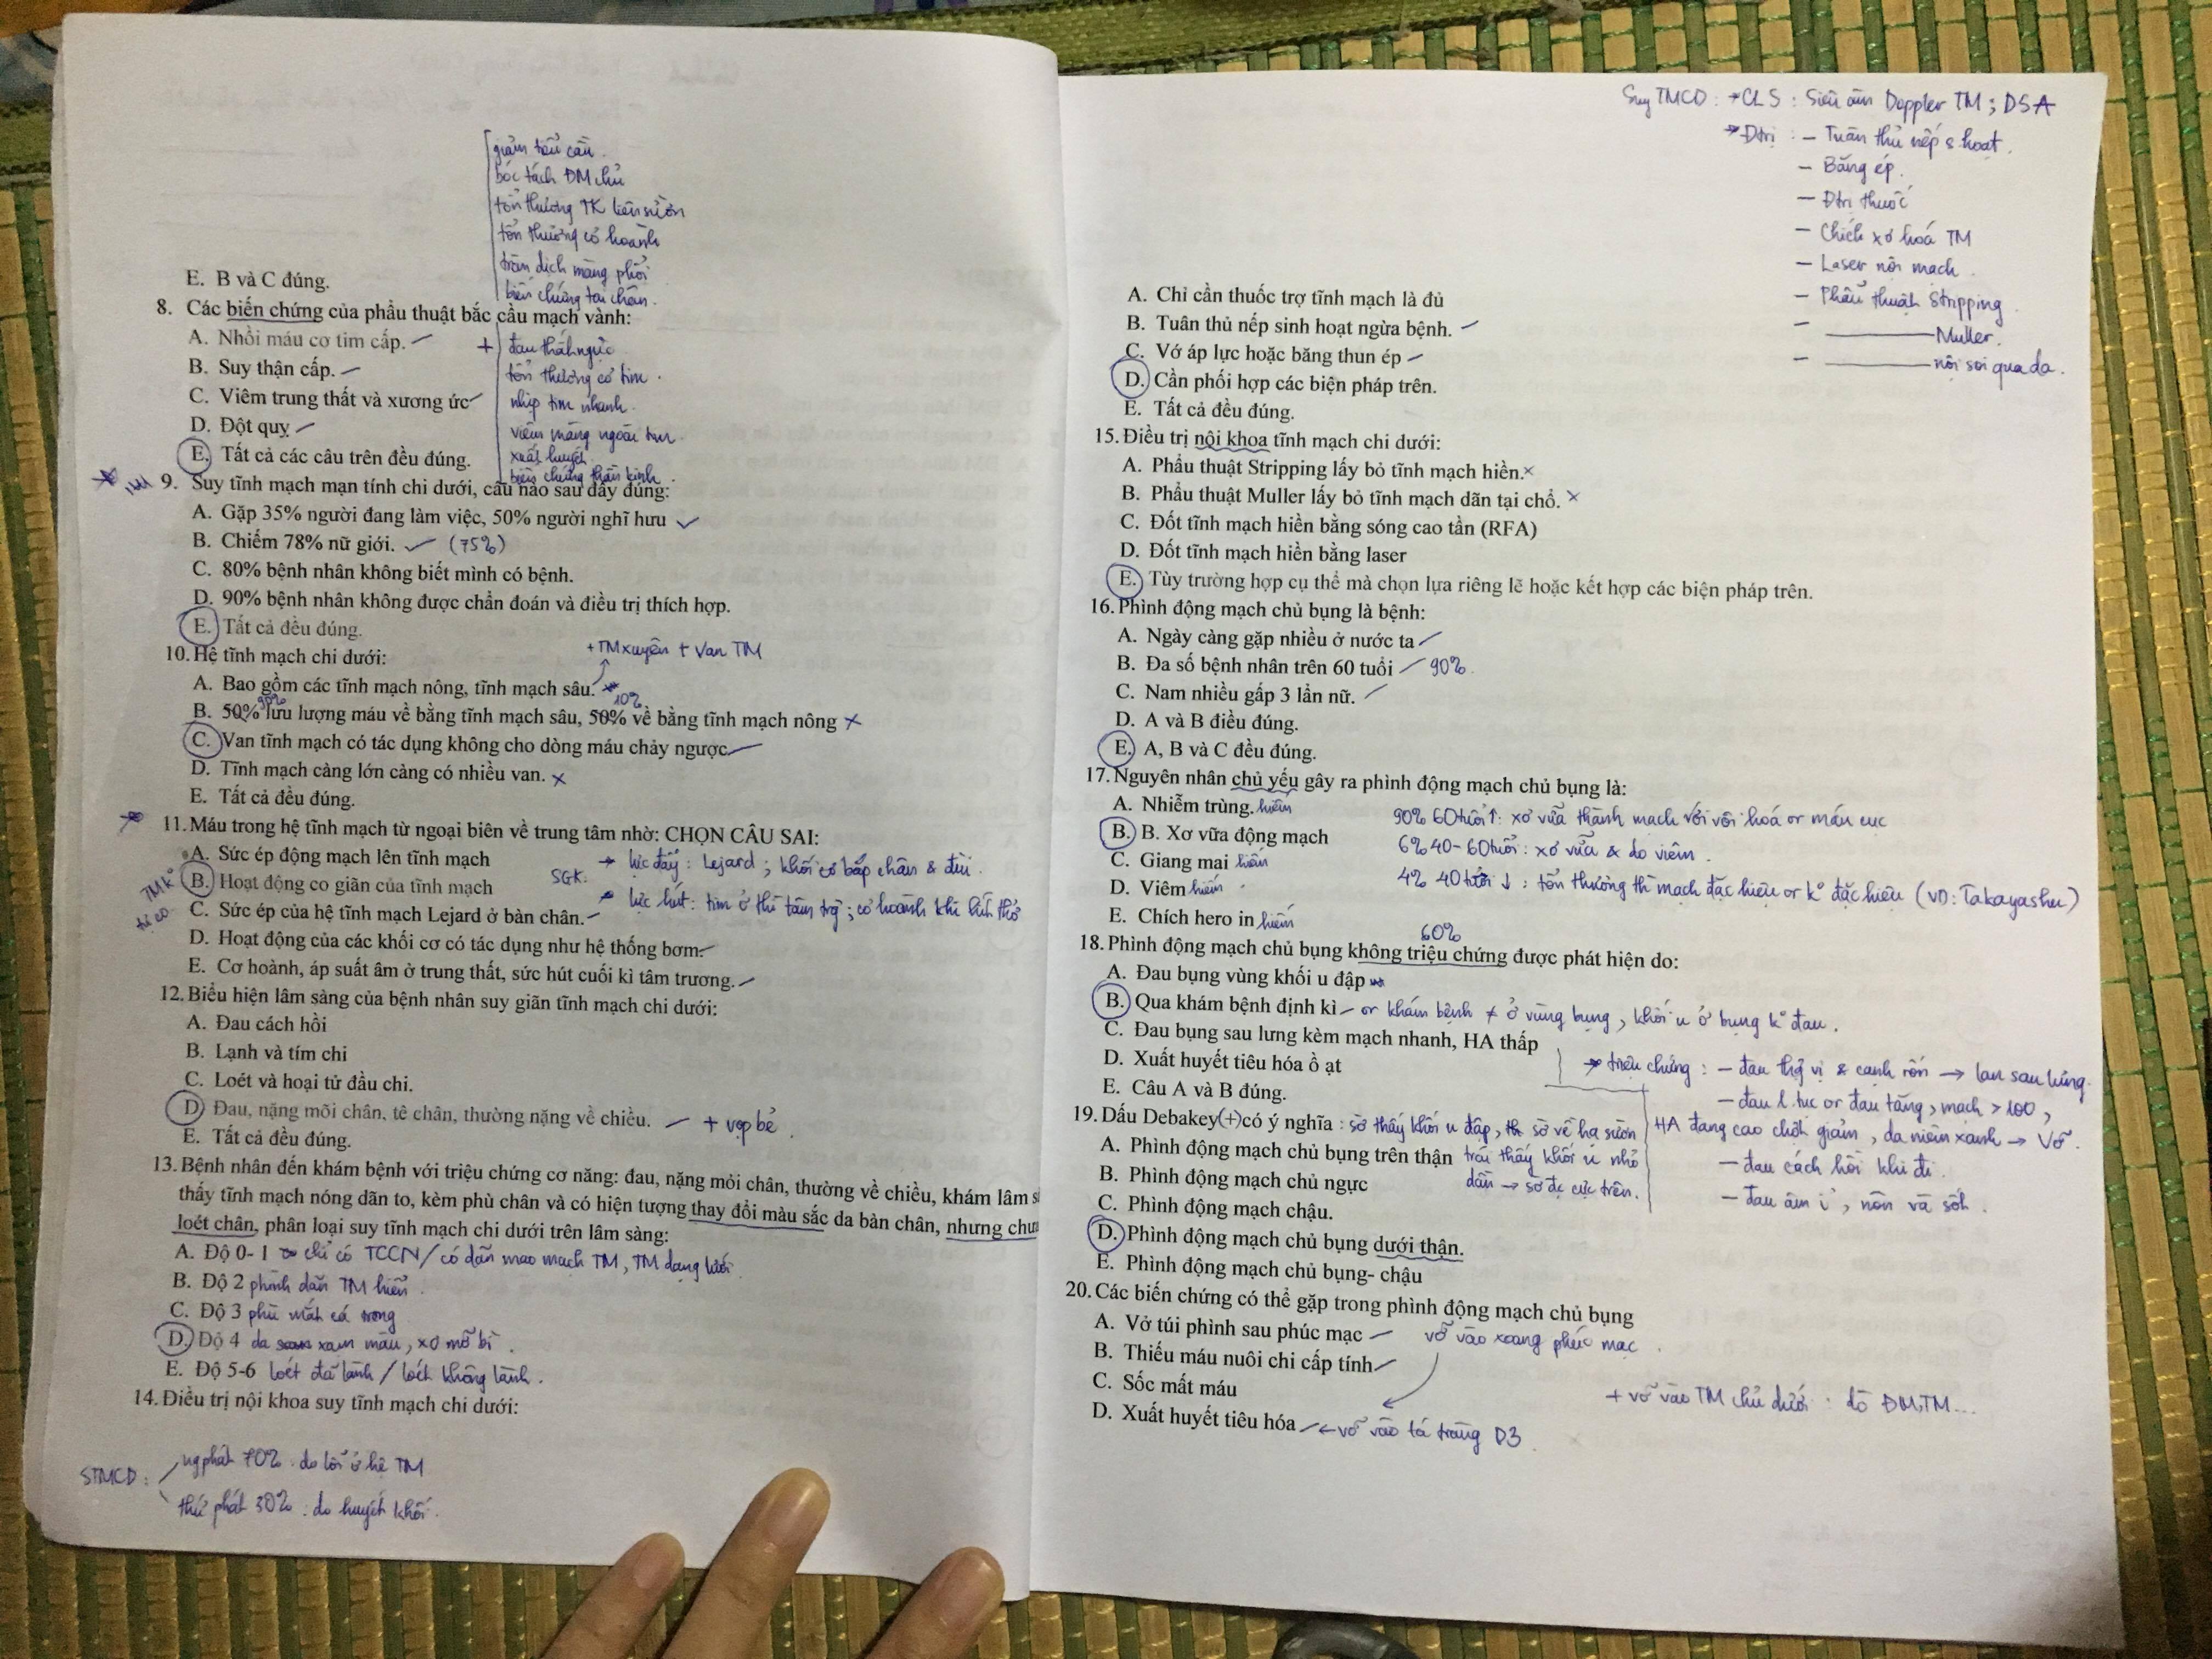 giảm tiểu cầu.
bóc tách ĐM chủ
tổn thương TK liên sườn
tổn thương cơ hoành
tràn dịch màng phổi
biến chứng tại chân.
E. B và C đúng.
8. Các biến chứng của phẩu thuật bắc cầu mạch vành:
A. Nhồi máu cơ tim cấp.
+ đau thắt ngực
B. Suy thận cấp.
tổn thương cơ tim.
C. Viêm trung thất và xương ức
nhịp tim nhanh.
D. Đột quỵ
viêm màng ngoài tim.
E. Tất cả các câu trên đều đúng.
xuất huyết
biến chứng thần kinh.
9. Suy tĩnh mạch mạn tính chi dưới, câu nào sau đây đúng:
A. Gặp 35% người đang làm việc, 50% người nghĩ hưu
B. Chiếm 78% nữ giới. (75%)
C. 80% bệnh nhân không biết mình có bệnh.
D. 90% bệnh nhân không được chẩn đoán và điều trị thích hợp.
E. Tất cả đều đúng.
10. Hệ tĩnh mạch chi dưới:
+ TM xuyên + Van TM
A. Bao gồm các tĩnh mạch nông, tĩnh mạch sâu.
90% 10%
B. 50% lưu lượng máu về bằng tĩnh mạch sâu, 50% về bằng tĩnh mạch nông
C. Van tĩnh mạch có tác dụng không cho dòng máu chảy ngược
D. Tĩnh mạch càng lớn càng có nhiều van.
E. Tất cả đều đúng.
11. Máu trong hệ tĩnh mạch từ ngoại biên về trung tâm nhờ: CHỌN CÂU SAI:
A. Sức ép động mạch lên tĩnh mạch
SGK: → lực đẩy: Lejard; khối cơ bắp chân & đùi.
TM k° tự co
B. Hoạt động co giãn của tĩnh mạch
lực hút: tim ở thì tâm trg; cơ hoành khi hít thở
C. Sức ép của hệ tĩnh mạch Lejard ở bàn chân.
D. Hoạt động của các khối cơ có tác dụng như hệ thống bơm.
E. Cơ hoành, áp suất âm ở trung thất, sức hút cuối kì tâm trương.
12. Biểu hiện lâm sàng của bệnh nhân suy giãn tĩnh mạch chi dưới:
A. Đau cách hồi
B. Lạnh và tím chi
C. Loét và hoại tử đầu chi.
D. Đau, nặng mõi chân, tê chân, thường nặng về chiều. + vọp bẻ.
E. Tất cả đều đúng.
13. Bệnh nhân đến khám bệnh với triệu chứng cơ năng: đau, nặng mỏi chân, thường về chiều, khám lâm
thấy tĩnh mạch nóng dãn to, kèm phù chân và có hiện tượng thay đổi màu sắc da bàn chân, nhưng
loét chân, phân loại suy tĩnh mạch chi dưới trên lâm sàng:
A. Độ 0- 1 chỉ có TCCN/ có dãn mao mạch TM, TM dạng lưới.
B. Độ 2 phình dãn TM hiển.
C. Độ 3 phù mắt cá trong
D. Độ 4 da xạm màu, xơ mỡ bì.
E. Độ 5-6 loét đã lành / loét không lành.
14. Điều trị nội khoa suy tĩnh mạch chi dưới:
STMCD: ng phát 70%: do lỗi ở hệ TM
thứ phát 30%: do huyết khối.
Suy TMCD: → CLS: Siêu âm Doppler TM; DSA
→ Đtrị: – Tuân thủ nếp s hoạt.
– Băng ép.
– Đtrị thuốc
– Chích xơ hoá TM
– Laser nội mạch
– Phẫu thuật Stripping.
– ——— Muller.
– ——— nội soi qua da.
A. Chỉ cần thuốc trợ tĩnh mạch là đủ
B. Tuân thủ nếp sinh hoạt ngừa bệnh.
C. Vớ áp lực hoặc băng thun ép
D. Cần phối hợp các biện pháp trên.
E. Tất cả đều đúng.
15. Điều trị nội khoa tĩnh mạch chi dưới:
A. Phẩu thuật Stripping lấy bỏ tĩnh mạch hiền.
B. Phẩu thuật Muller lấy bỏ tĩnh mạch dãn tại chổ.
C. Đốt tĩnh mạch hiền bằng sóng cao tần (RFA)
D. Đốt tĩnh mạch hiền bằng laser
E. Tùy trường hợp cụ thể mà chọn lựa riêng lẽ hoặc kết hợp các biện pháp trên.
16. Phình động mạch chủ bụng là bệnh:
A. Ngày càng gặp nhiều ở nước ta
B. Đa số bệnh nhân trên 60 tuổi 90%.
C. Nam nhiều gấp 3 lần nữ.
D. A và B điều đúng.
E. A, B và C đều đúng.
17. Nguyên nhân chủ yếu gây ra phình động mạch chủ bụng là:
A. Nhiễm trùng. hiếm
90% 60 tuổi ↑: xơ vữa thành mạch với vôi hoá or máu cục
B. B. Xơ vữa động mạch
6% 40-60 tuổi: xơ vữa & do viêm.
C. Giang mai hiếm
4% 40 tuổi ↓: tổn thương th mạch đặc hiệu or k° đặc hiệu (VD: Takayashu)
D. Viêm hiếm
E. Chích hero in hiếm
60%
18. Phình động mạch chủ bụng không triệu chứng được phát hiện do:
A. Đau bụng vùng khối u đập
B. Qua khám bệnh định kì or khám bệnh ≠ ở vùng bụng, khối u ở bụng k° đau.
C. Đau bụng sau lưng kèm mạch nhanh, HA thấp
D. Xuất huyết tiêu hóa ồ ạt
→ triệu chứng: – đau thg vị & cạnh rốn → lan sau lưng.
E. Câu A và B đúng.
– đau l.tục or đau tăng, mạch > 100,
HA đang cao chợt giảm, da niêm xanh → Vỡ.
– đau cách hồi khi đi.
– đau âm ỉ, nôn và sốt.
19. Dấu Debakey(+)có ý nghĩa : sờ thấy khối u đập, sờ về hạ sườn
A. Phình động mạch chủ bụng trên thận trái thấy khối u nhỏ
B. Phình động mạch chủ ngực dần → sờ đc cực trên.
C. Phình động mạch chậu.
D. Phình động mạch chủ bụng dưới thận.
E. Phình động mạch chủ bụng- chậu
20. Các biến chứng có thể gặp trong phình động mạch chủ bụng
A. Vở túi phình sau phúc mạc vỡ vào xoang phúc mạc.
B. Thiếu máu nuôi chi cấp tính
C. Sốc mất máu
+ vỡ vào TM chủ dưới: dò ĐM, TM...
D. Xuất huyết tiêu hóa ← vỡ vào tá tràng D3